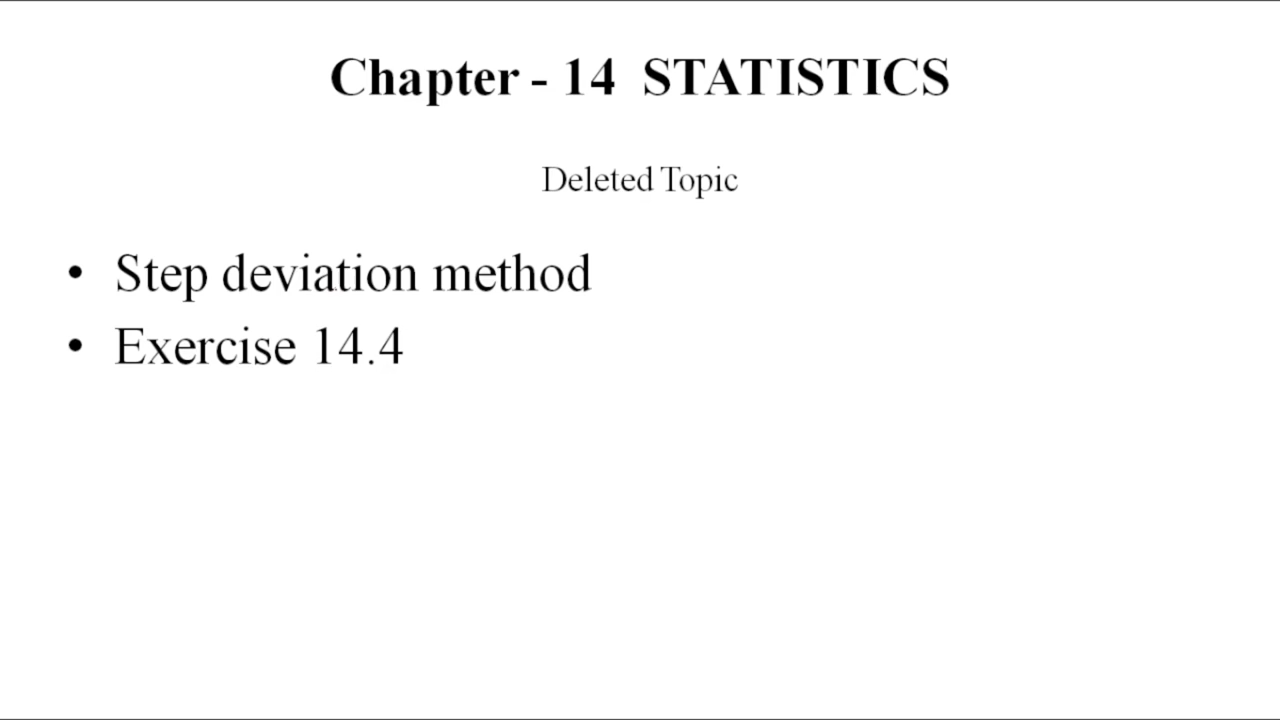 Chapter - 14 STATISTICS
Deleted Topic
• Step deviation method
• Exercise 14.4